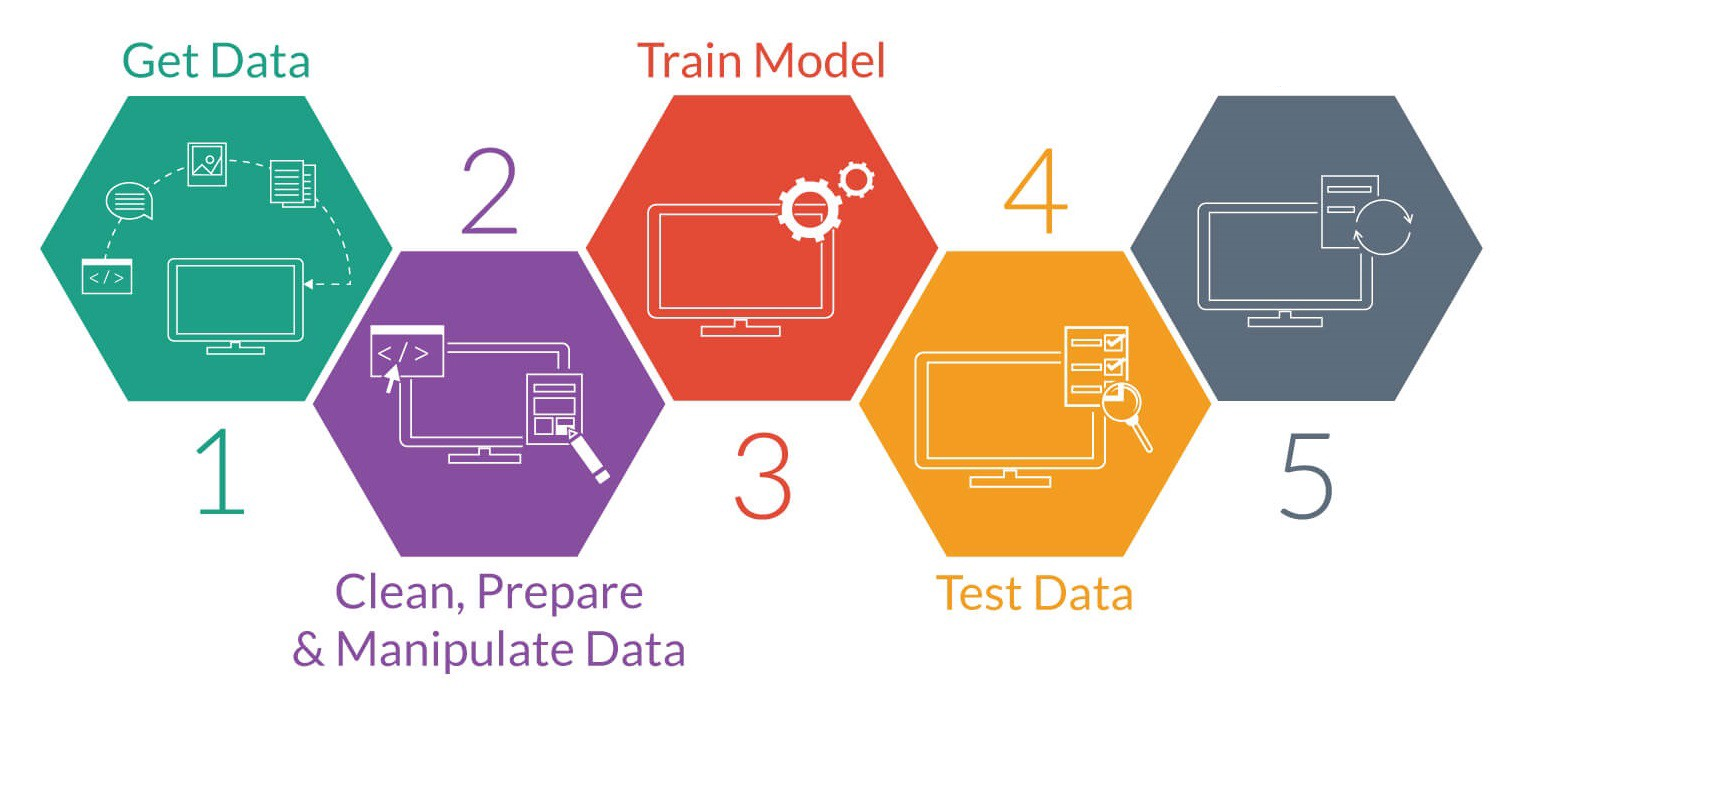 Get Data
</>
1
2
</>
Clean, Prepare
& Manipulate Data
Train Model
3
4
Test Data
5